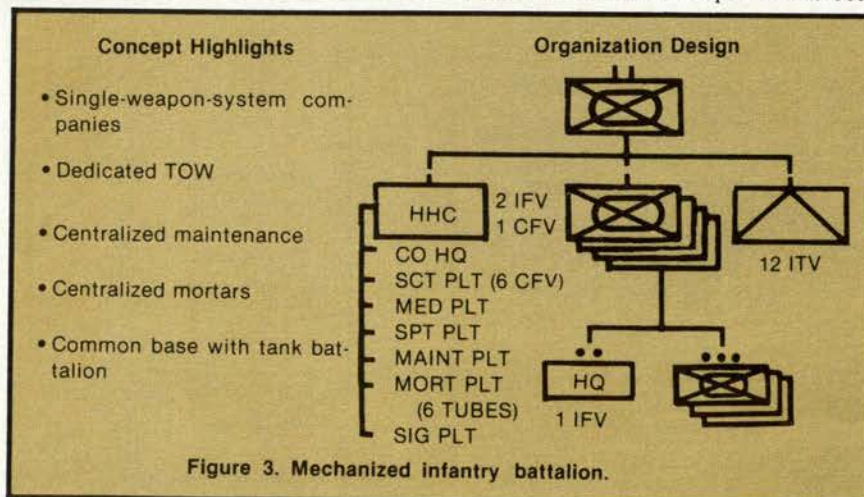 Concept Highlights
• Single-weapon-system com-
panies
• Dedicated TOW
• Centralized maintenance
• Centralized mortars
• Common base with tank bat-
talion
Organization Design
HHC
2 IFV
1 CFV
12 ITV
CO HQ
SCT PLT (6 CFV)
MED PLT
SPT PLT
MAINT PLT
MORT PLT
(6 TUBES)
SIG PLT
HQ
1 IFV
Figure 3. Mechanized infantry battalion.